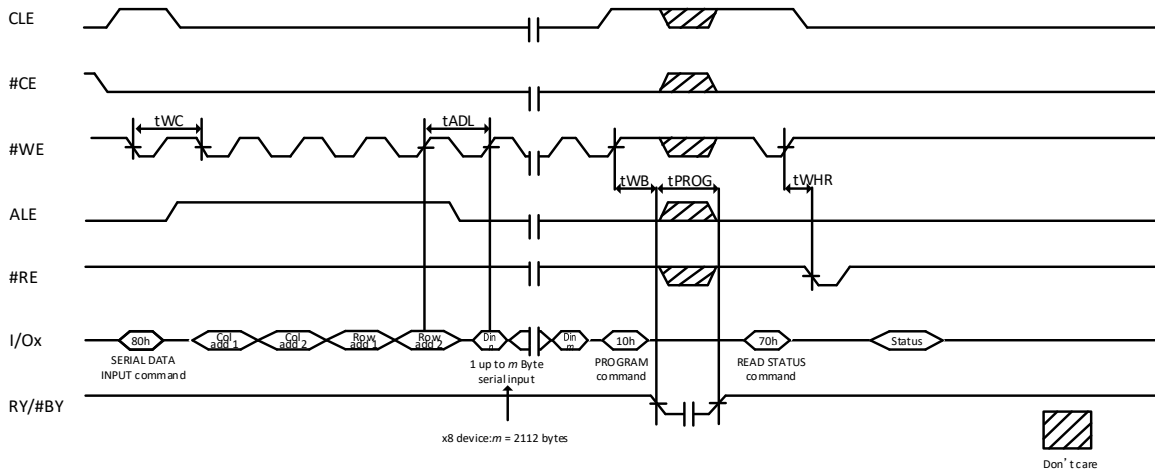 CLE
#CE
tWC
tADL
#WE
tWB
tPROG
tWHR
ALE
#RE
I/Ox
80h
Col
add 1
Col
add 2
Row
add 1
Row
add 2
Din
n
Din
m
10h
70h
Status
SERIAL DATA
INPUT command
1 up to m Byte
serial input
PROGRAM
command
READ STATUS
command
RY/#BY
x8 device:m = 2112 bytes
Don't care